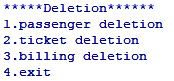 *****Deletion******
1.passenger deletion
2.ticket deletion
3.billing deletion
4.exit